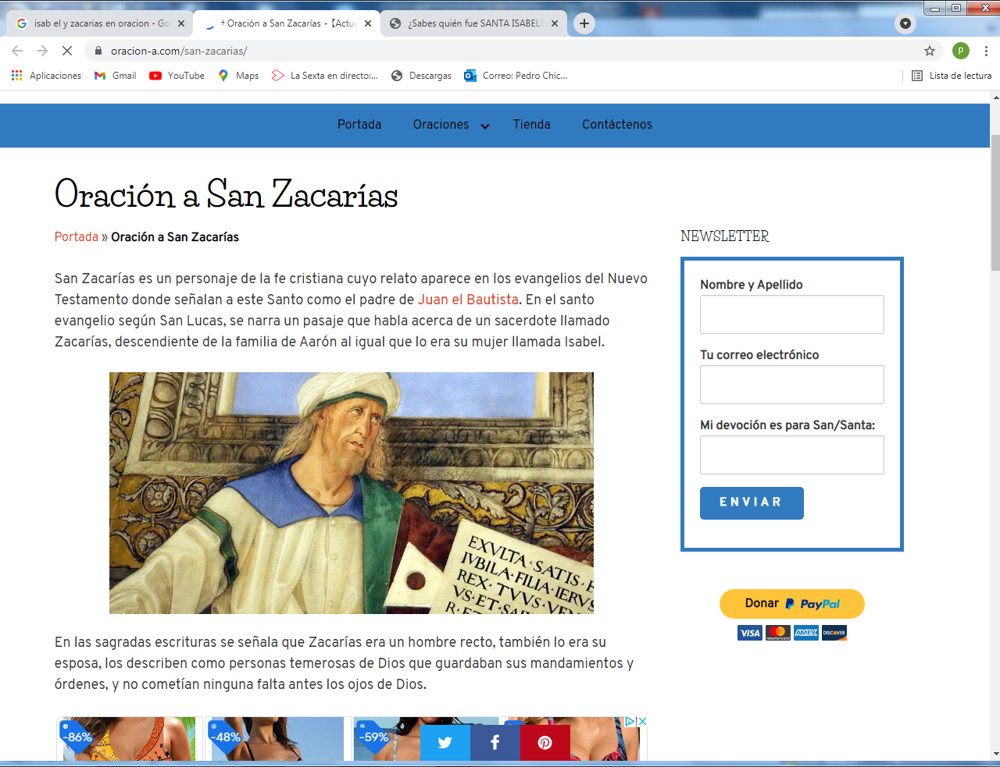 isab el y zacarias en oracion - Go
† Oración a San Zacarías -【Actua
¿Sabes quién fue SANTA ISABEL?
oracion-a.com/san-zacarias/
P
Aplicaciones
Gmail
YouTube
Maps
La Sexta en directo:...
Descargas
Correo: Pedro Chic...
Lista de lectura
Portada
Oraciones
Tienda
Contáctenos
Oración a San Zacarías
Portada » Oración a San Zacarías
San Zacarías es un personaje de la fe cristiana cuyo relato aparece en los evangelios del Nuevo
Testamento donde señalan a este Santo como el padre de Juan el Bautista. En el santo
evangelio según San Lucas, se narra un pasaje que habla acerca de un sacerdote llamado
Zacarías, descendiente de la familia de Aarón al igual que lo era su mujer llamada Isabel.
EXVLTA·SATIS·F
IVBILA·FILIA·IERVS
REX·TVVS·VEN
VS·ET·SAL
R·ET·
En las sagradas escrituras se señala que Zacarías era un hombre recto, también lo era su
esposa, los describen como personas temerosas de Dios que guardaban sus mandamientos y
órdenes, y no cometían ninguna falta antes los ojos de Dios.
-86%
-48%
-59%
NEWSLETTER
Nombre y Apellido
Tu correo electrónico
Mi devoción es para San/Santa:
ENVIAR
Donar PayPal
VISA
mastercard
AMEX
DISCOVER